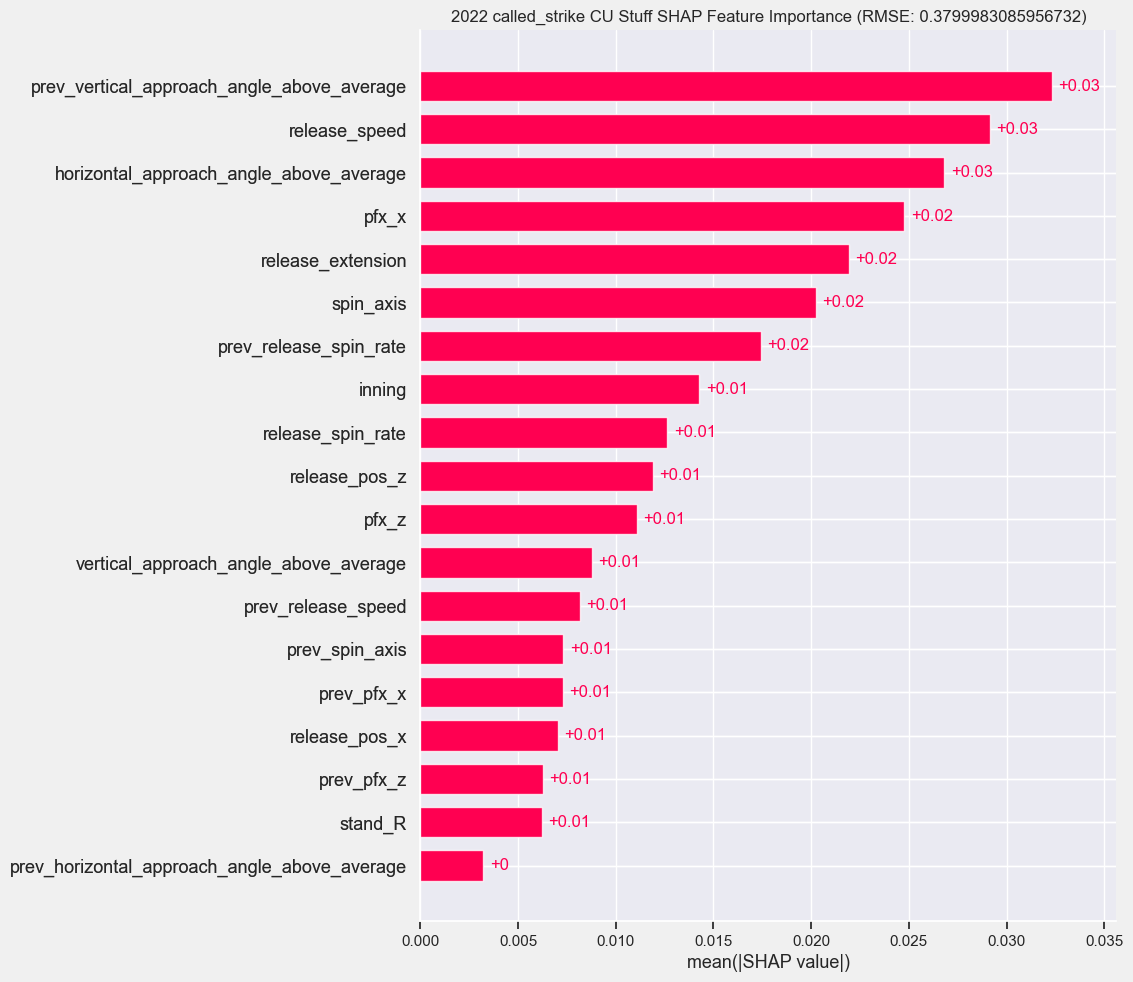 2022 called_strike CU Stuff SHAP Feature Importance (RMSE: 0.3799983085956732)
prev_vertical_approach_angle_above_average +0.03
release_speed +0.03
horizontal_approach_angle_above_average +0.03
pfx_x +0.02
release_extension +0.02
spin_axis +0.02
prev_release_spin_rate +0.02
inning +0.01
release_spin_rate +0.01
release_pos_z +0.01
pfx_z +0.01
vertical_approach_angle_above_average +0.01
prev_release_speed +0.01
prev_spin_axis +0.01
prev_pfx_x +0.01
release_pos_x +0.01
prev_pfx_z +0.01
stand_R +0.01
prev_horizontal_approach_angle_above_average +0
0.000 0.005 0.010 0.015 0.020 0.025 0.030 0.035
mean(|SHAP value|)